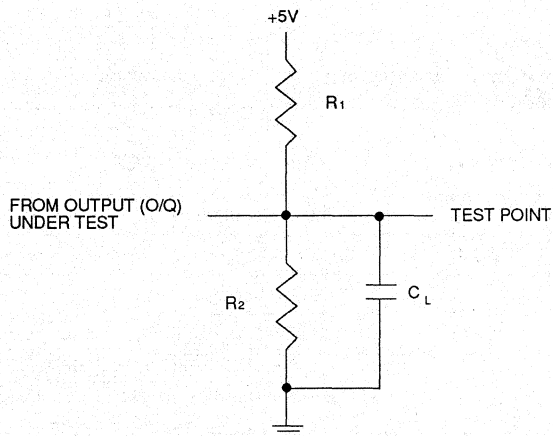 +5V
R1
FROM OUTPUT (O/Q)
UNDER TEST
TEST POINT
R2
CL